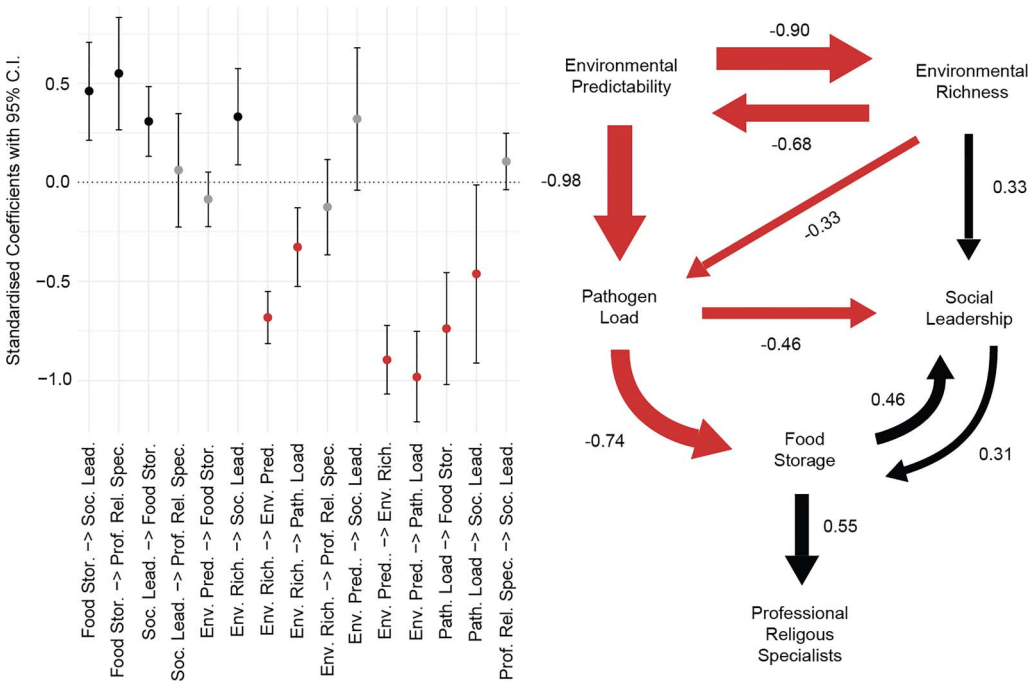 Standardised Coefficients with 95% C.I.
0.5
0.0
−0.5
−1.0
Food Stor. −> Soc. Lead.
Food Stor. −> Prof. Rel. Spec.
Soc. Lead. −> Food Stor.
Soc. Lead. −> Prof. Rel. Spec.
Env. Pred. −> Food Stor.
Env. Rich. −> Soc. Lead.
Env. Rich. −> Env. Pred.
Env. Rich. −> Path. Load
Env. Rich. −> Prof. Rel. Spec.
Env. Pred.. −> Soc. Lead.
Env. Pred.. −> Env. Rich.
Env. Pred. −> Path. Load
Path. Load −> Food Stor.
Path. Load −> Soc. Lead.
Prof. Rel. Spec. −> Soc. Lead.
Environmental
Predictability
-0.90
Environmental
Richness
-0.68
-0.98
-0.33
0.33
Pathogen
Load
Social
Leadership
-0.46
-0.74
0.46
0.31
Food
Storage
0.55
Professional
Religous
Specialists